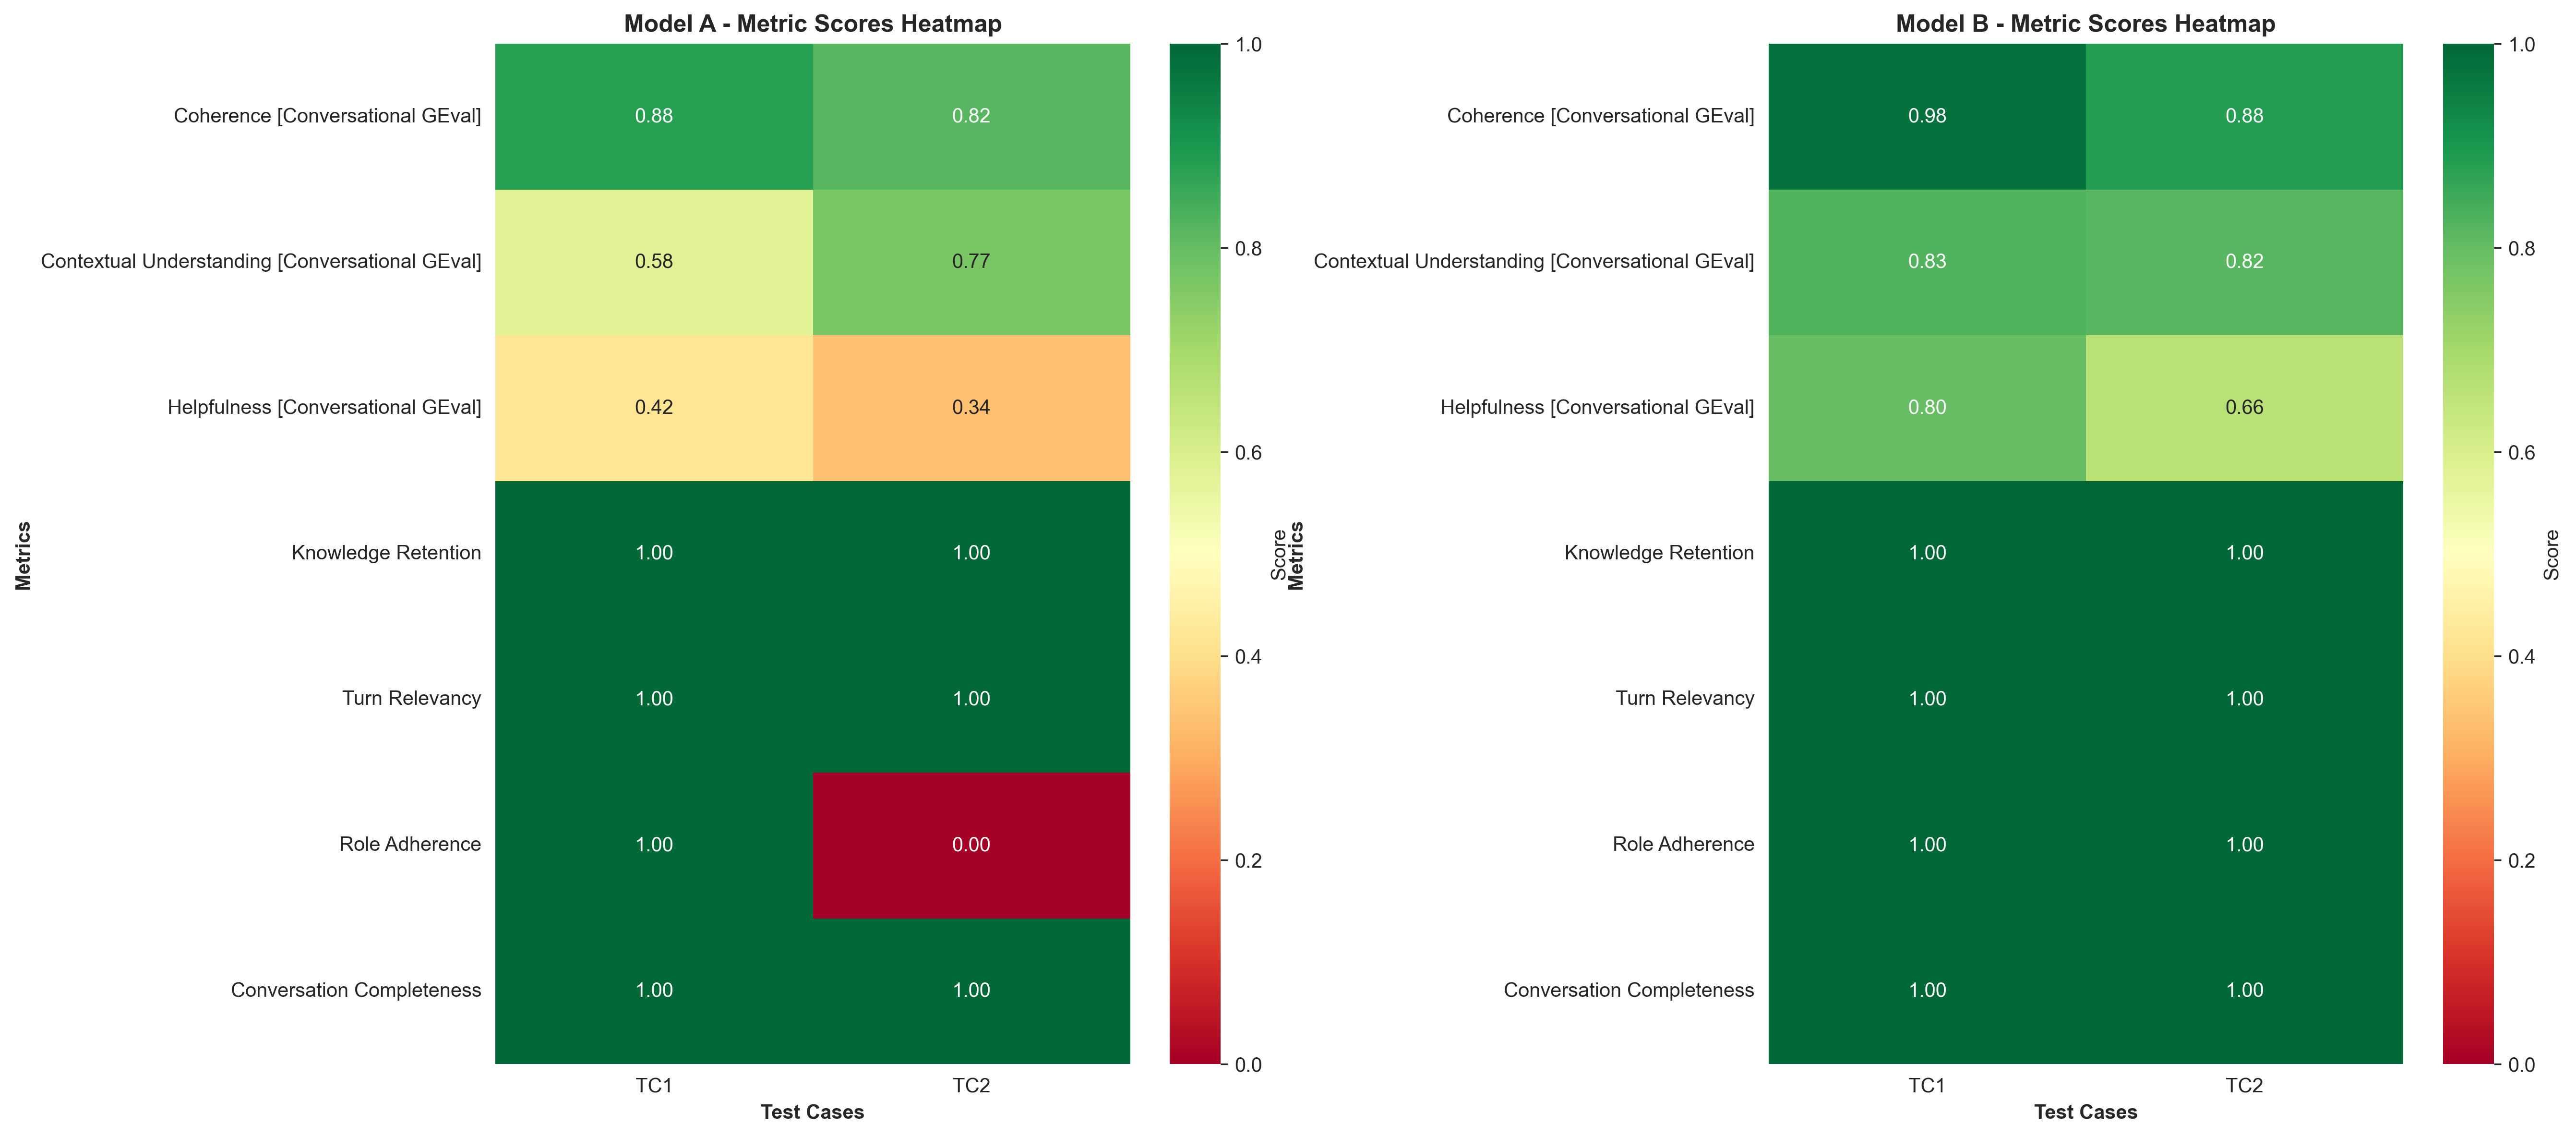 Model A - Metric Scores Heatmap
Coherence [Conversational GEval] 0.88 0.82
Contextual Understanding [Conversational GEval] 0.58 0.77
Helpfulness [Conversational GEval] 0.42 0.34
Knowledge Retention 1.00 1.00
Turn Relevancy 1.00 1.00
Role Adherence 1.00 0.00
Conversation Completeness 1.00 1.00
Metrics
TC1 TC2
Test Cases
1.0
0.8
0.6
0.4
0.2
0.0
Score
Model B - Metric Scores Heatmap
Coherence [Conversational GEval] 0.98 0.88
Contextual Understanding [Conversational GEval] 0.83 0.82
Helpfulness [Conversational GEval] 0.80 0.66
Knowledge Retention 1.00 1.00
Turn Relevancy 1.00 1.00
Role Adherence 1.00 1.00
Conversation Completeness 1.00 1.00
Metrics
TC1 TC2
Test Cases
1.0
0.8
0.6
0.4
0.2
0.0
Score